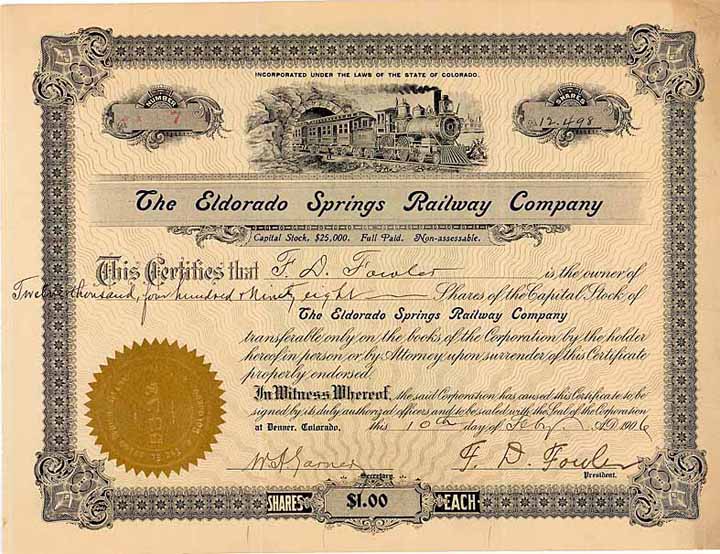 INCORPORATED UNDER THE LAWS OF THE STATE OF COLORADO.
NUMBER
7
SHARES
12,498
The Eldorado Springs Railway Company
Capital Stock, $25,000. Full Paid. Non-assessable.
This Certifies that F. D. Fowler is the owner of
Twelve thousand, four hundred & Ninety eight Shares of the Capital Stock of
The Eldorado Springs Railway Company
transferable only on the books of the Corporation by the holder
hereof in person or by Attorney upon surrender of this Certificate
properly endorsed.
In Witness Whereof, the said Corporation has caused this Certificate to be
signed by its duly authorized officers and to be sealed with the Seal of the Corporation
at Denver, Colorado, this 10th day of Feby. A.D. 1906
F. D. Fowler
Secretary.
President.
SHARES $1.00 EACH